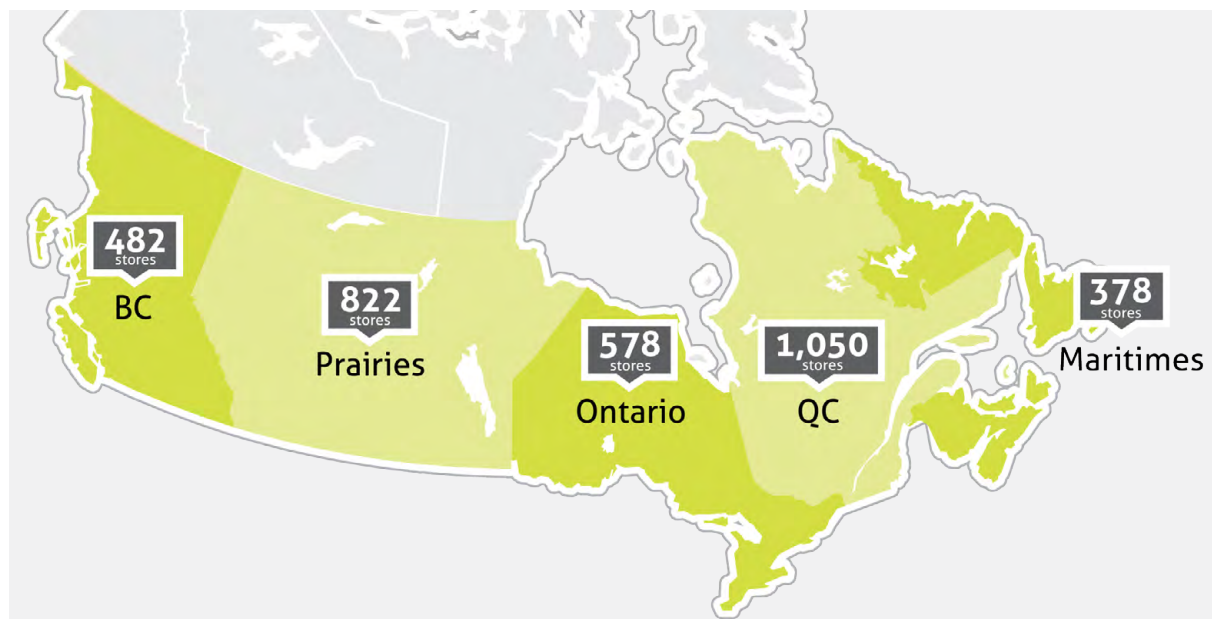 482
stores
BC
822
stores
Prairies
578
stores
Ontario
1,050
stores
QC
378
stores
Maritimes